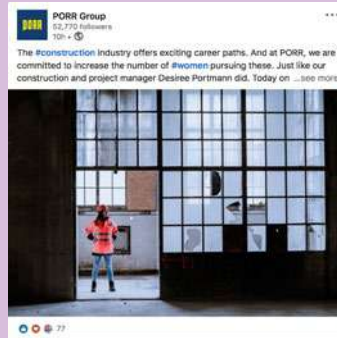 PORR
PORR Group
52,770 followers
10h •
The #construction industry offers exciting career paths. And at PORR, we are
committed to increase the number of #women pursuing these. Just like our
construction and project manager Desiree Portmann did. Today on ...see more
77